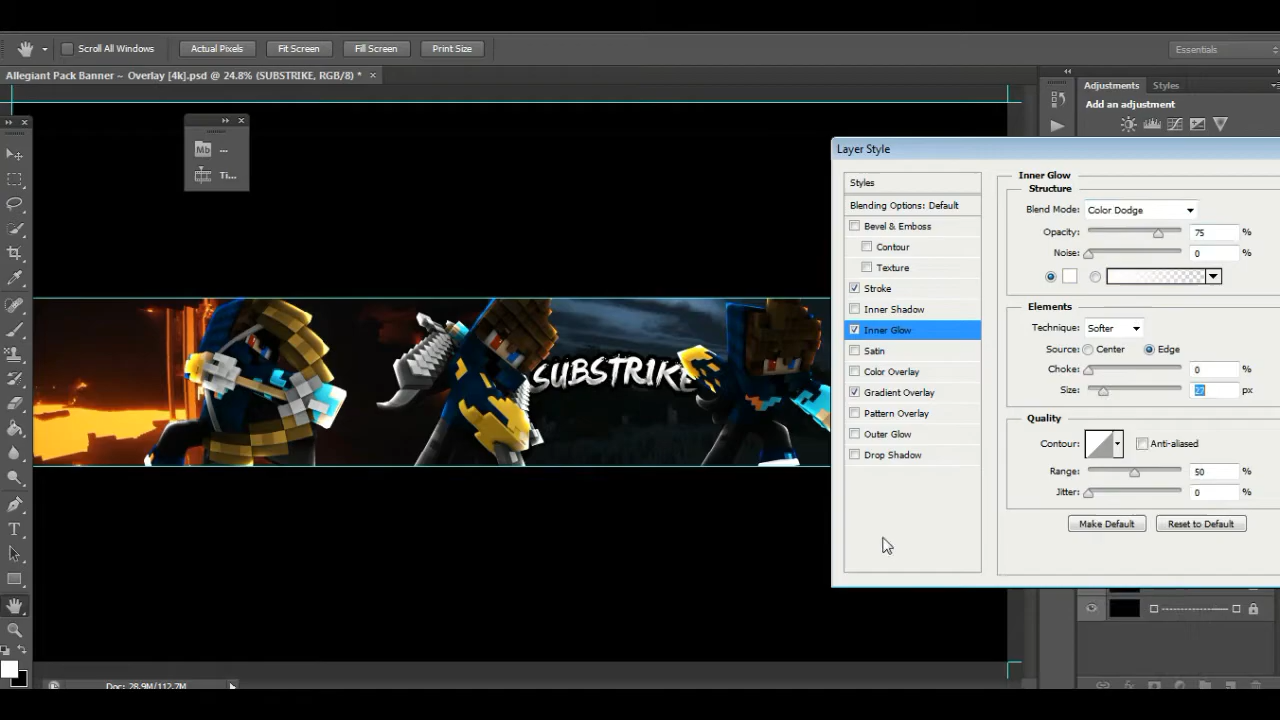 Scroll All Windows
Actual Pixels
Fit Screen
Fill Screen
Print Size
Essentials
Allegiant Pack Banner ~ Overlay [4k].psd @ 24.8% (SUBSTRIKE, RGB/8) *
Adjustments
Styles
Add an adjustment
Mb ...
Ti...
Layer Style
Styles
Blending Options: Default
Bevel & Emboss
Contour
Texture
Stroke
Inner Shadow
Inner Glow
Satin
Color Overlay
Gradient Overlay
Pattern Overlay
Outer Glow
Drop Shadow
Inner Glow
Structure
Blend Mode: Color Dodge
Opacity: 75 %
Noise: 0 %
Elements
Technique: Softer
Source: Center Edge
Choke: 0 %
Size: 27 px
Quality
Contour: Anti-aliased
Range: 50 %
Jitter: 0 %
Make Default
Reset to Default
SUBSTRIKE
T
Doc: 28.9M/112.7M